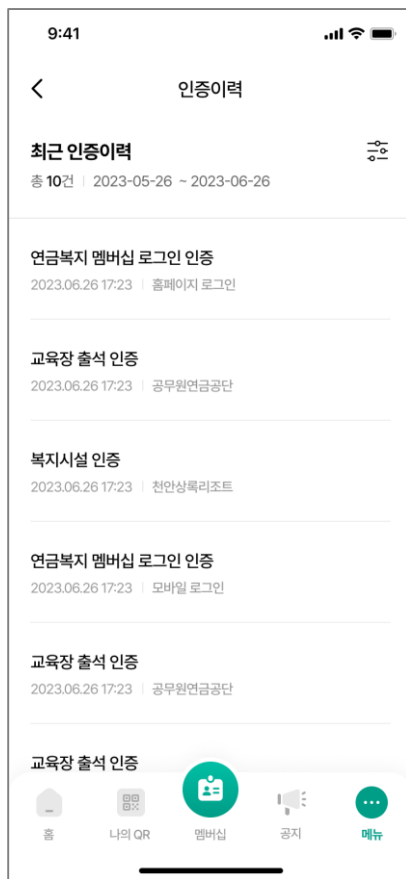 9:41
인증이력
최근 인증이력
총 10건 | 2023-05-26 ~ 2023-06-26
연금복지 멤버십 로그인 인증
2023.06.26 17:23 | 홈페이지 로그인
교육장 출석 인증
2023.06.26 17:23 | 공무원연금공단
복지시설 인증
2023.06.26 17:23 | 천안상록리조트
연금복지 멤버십 로그인 인증
2023.06.26 17:23 | 모바일 로그인
교육장 출석 인증
2023.06.26 17:23 | 공무원연금공단
교육장 출석 인증
홈 나의 QR 멤버십 공지 메뉴